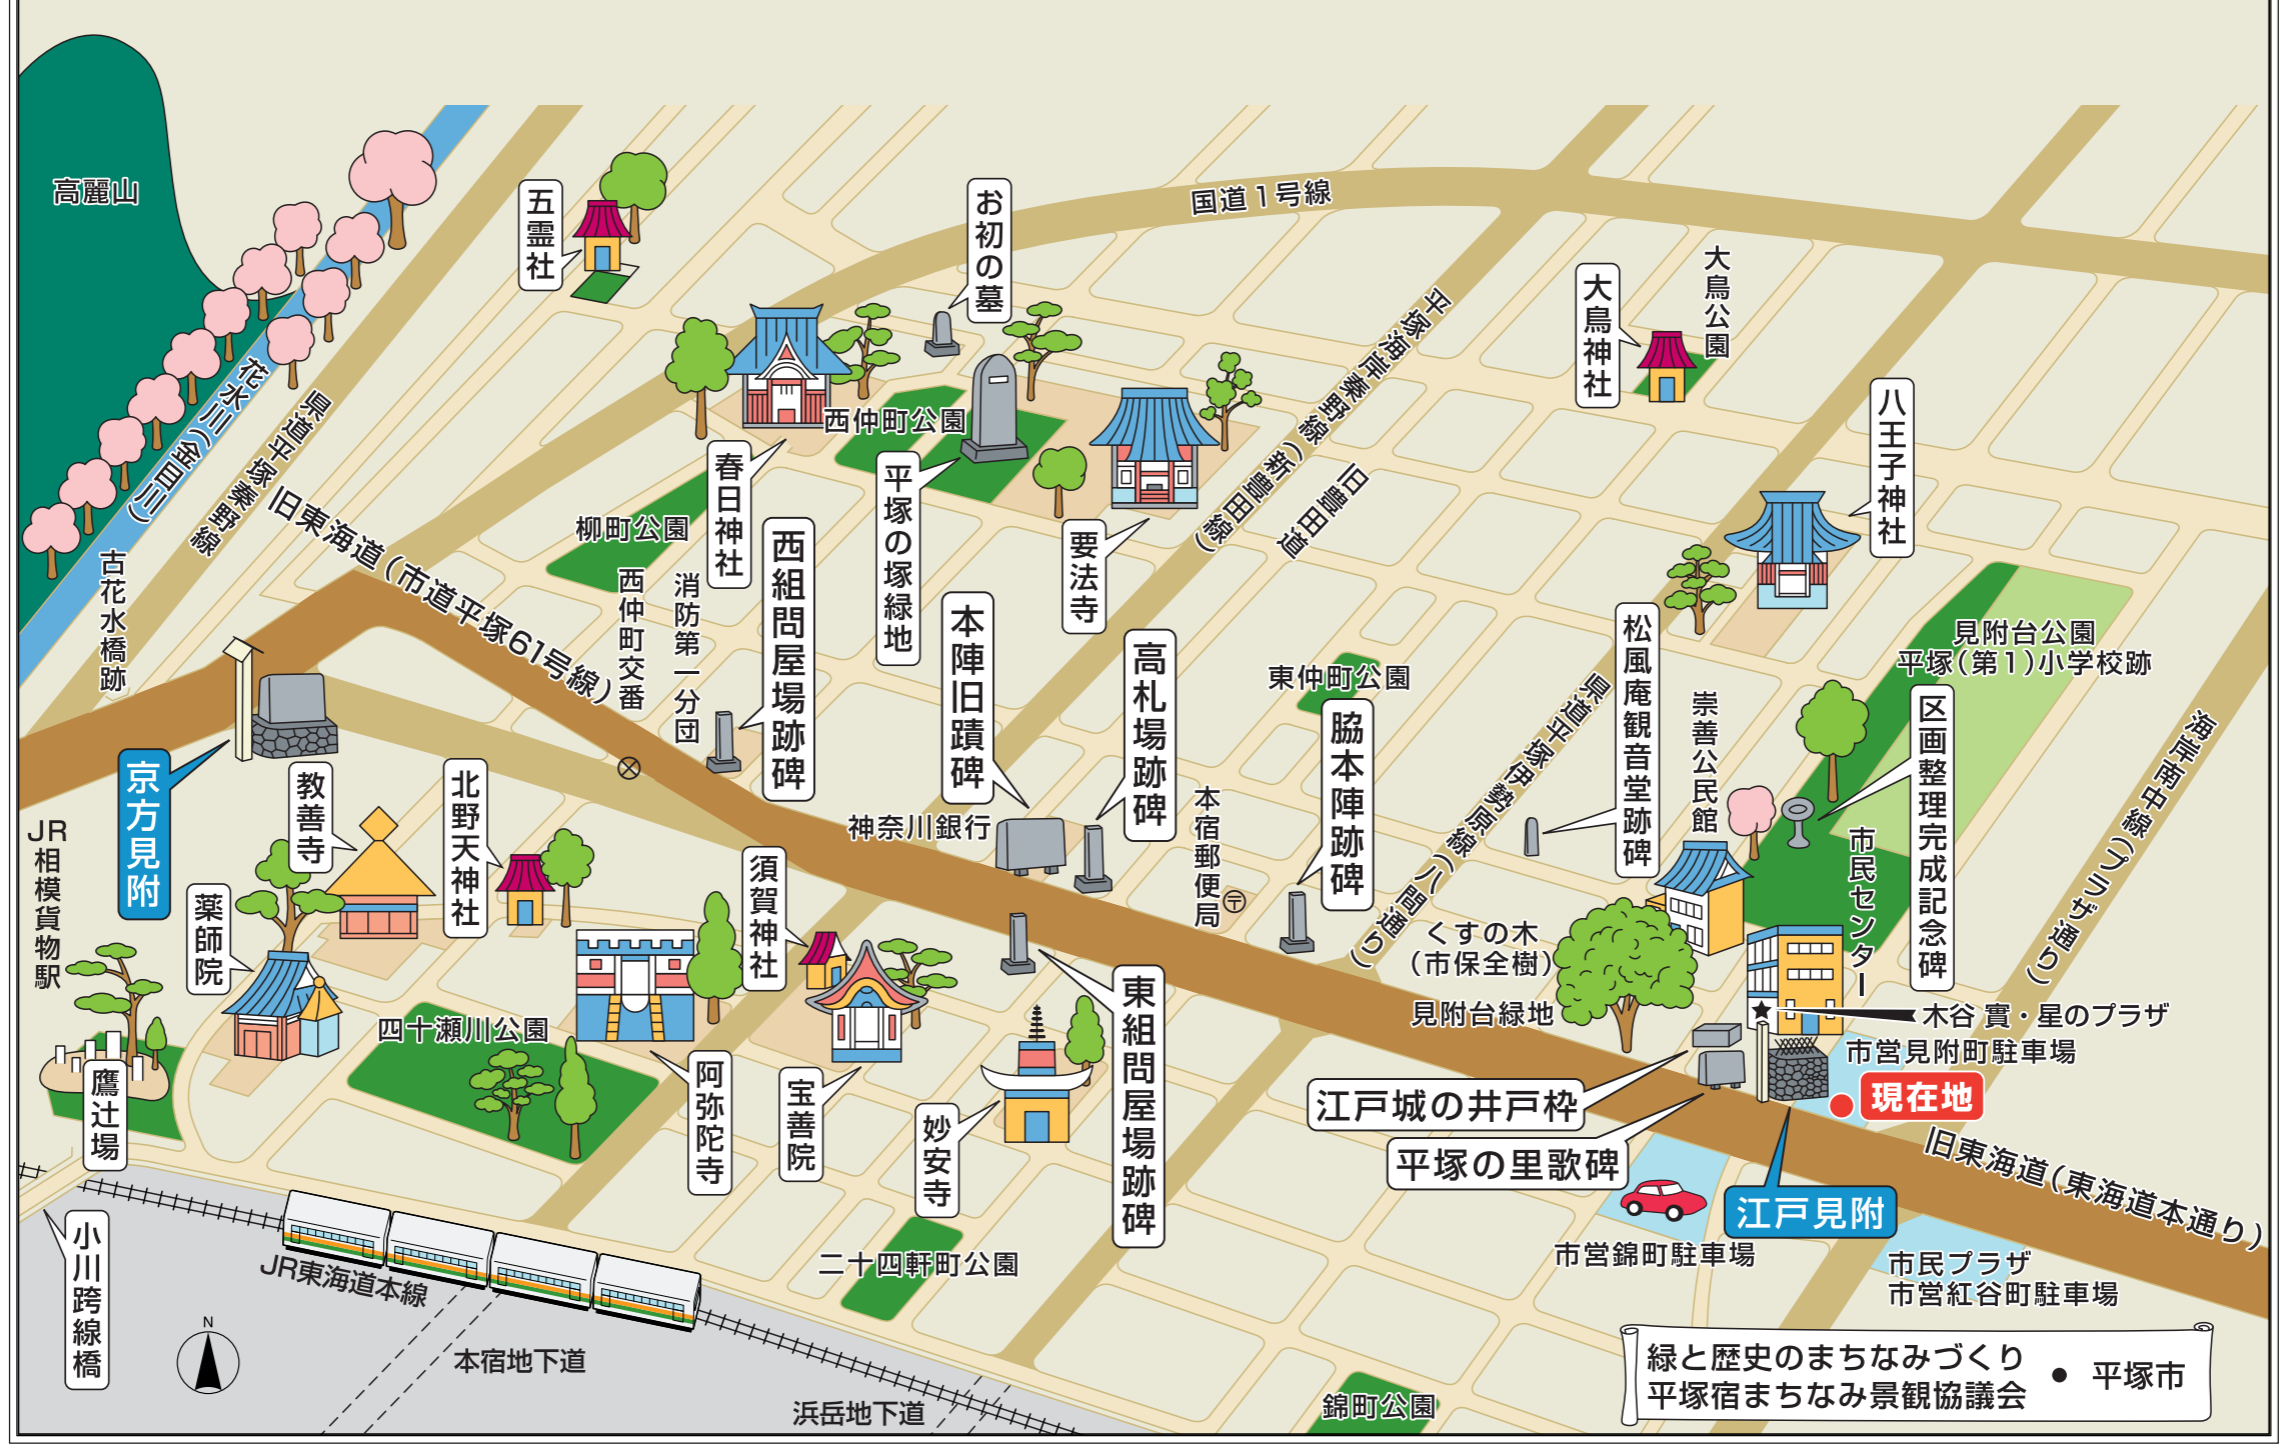 高麗山
五霊社
お初の墓
国道1号線
大鳥神社
大鳥公園
花水川(金目川)
県道平塚秦野線
旧東海道(市道平塚61号線)
古花水橋跡
柳町公園
西仲町交番
消防第一分団
春日神社
西仲町公園
西組問屋場跡碑
平塚の塚緑地
要法寺
平塚海岸秦野線(新豊田線)
旧豊田道
八王子神社
本陣旧蹟碑
高札場跡碑
東仲町公園
脇本陣跡碑
県道平塚伊勢原線(八間通り)
松風庵観音堂跡碑
崇善公民館
見附台公園
平塚(第1)小学校跡
区画整理完成記念碑
海岸南中線(プラザ通り)
京方見附
教善寺
北野天神社
JR相模貨物駅
薬師院
須賀神社
神奈川銀行
本宿郵便局
〒
くすの木
(市保全樹)
見附台緑地
市民センター
木谷 實・星のプラザ
市営見附町駐車場
現在地
鷹辻場
四十瀬川公園
阿弥陀寺
宝善院
妙安寺
東組問屋場跡碑
江戸城の井戸枠
平塚の里歌碑
江戸見附
旧東海道(東海道本通り)
小川跨線橋
JR東海道本線
N
本宿地下道
浜岳地下道
二十四軒町公園
市営錦町駐車場
市民プラザ
市営紅谷町駐車場
錦町公園
緑と歴史のまちなみづくり
平塚宿まちなみ景観協議会 ● 平塚市